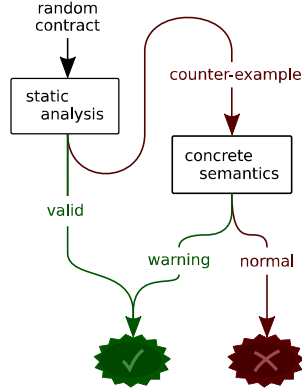 random
contract
static
analysis
counter-example
concrete
semantics
valid
warning
normal